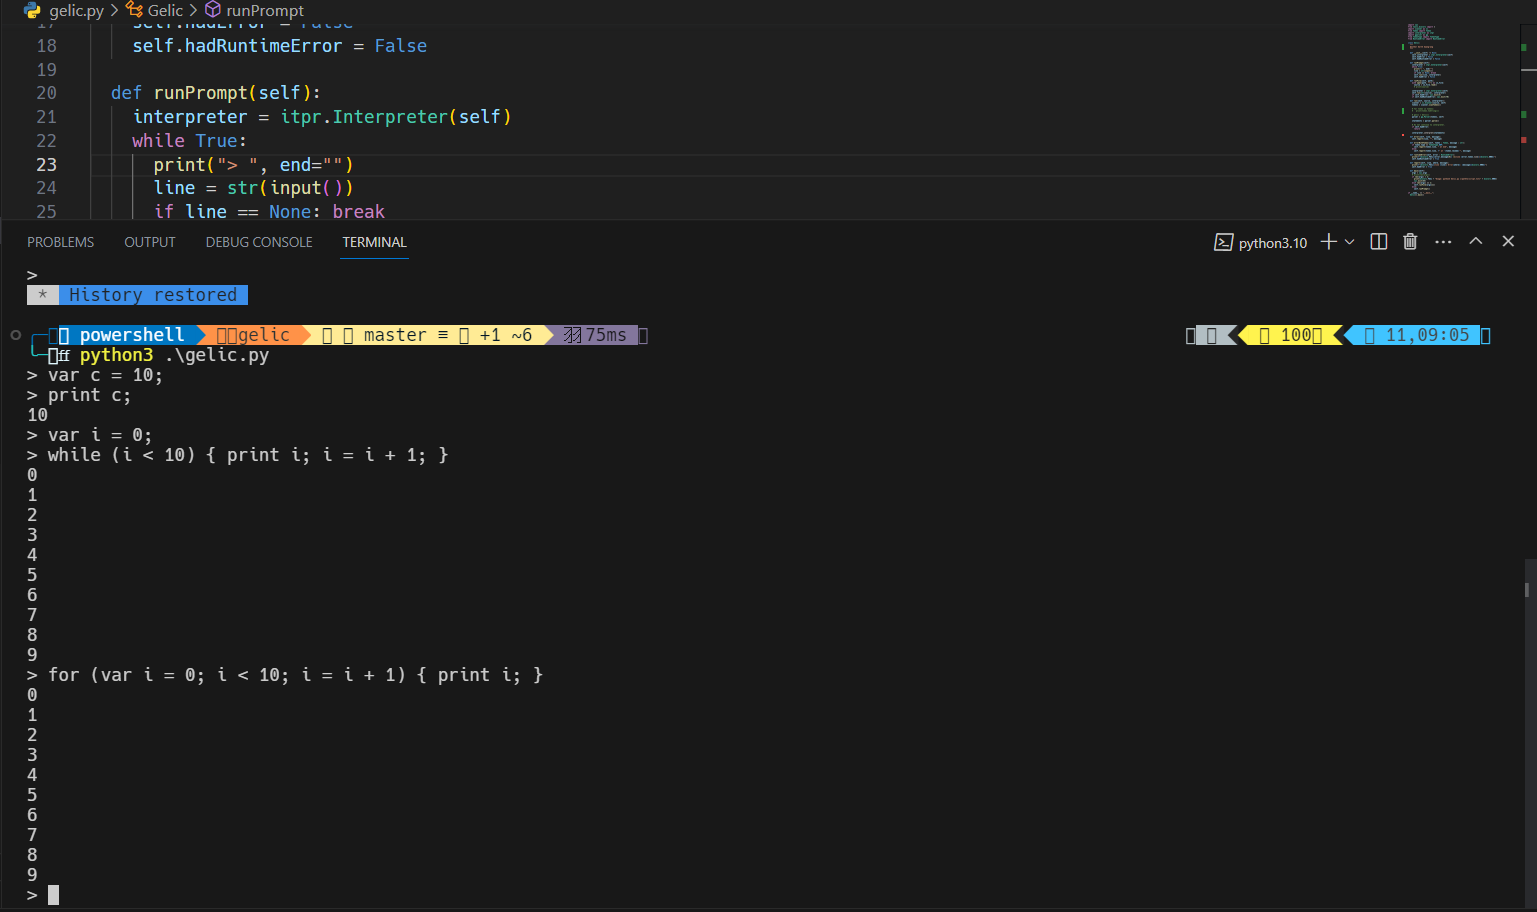 gelic.py > Gelic > runPrompt
17 self.hadError = False
18 self.hadRuntimeError = False
19
20 def runPrompt(self):
21 interpreter = itpr.Interpreter(self)
22 while True:
23 print("> ", end="")
24 line = str(input())
25 if line == None: break
PROBLEMS OUTPUT DEBUG CONSOLE TERMINAL python3.10
>
* History restored
powershell gelic master ≡ +1 ~6 75ms 100 11,09:05
python3 .\gelic.py
> var c = 10;
> print c;
10
> var i = 0;
> while (i < 10) { print i; i = i + 1; }
0
1
2
3
4
5
6
7
8
9
> for (var i = 0; i < 10; i = i + 1) { print i; }
0
1
2
3
4
5
6
7
8
9
>